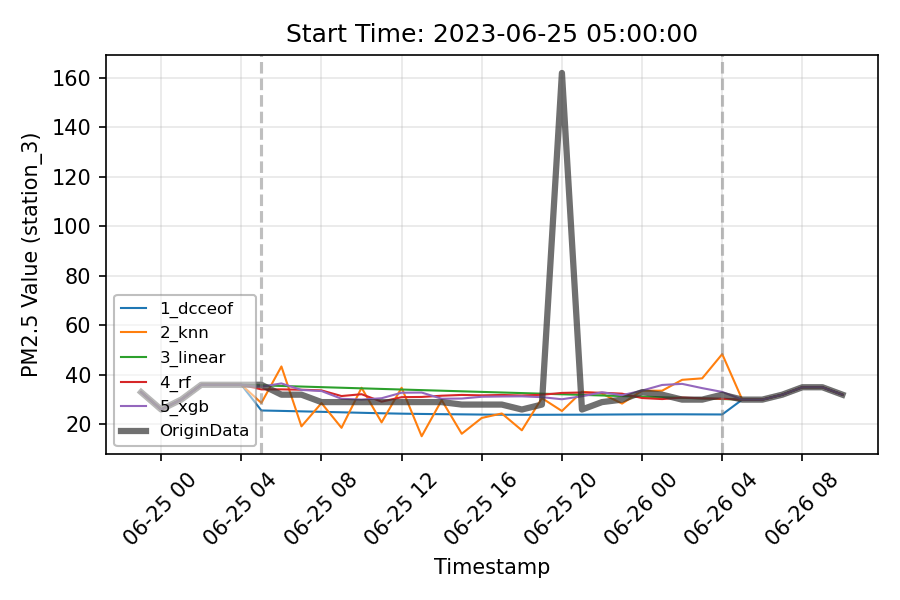 Start Time: 2023-06-25 05:00:00
PM2.5 Value (station_3)
160
140
120
100
80
60
40
20
1_dcceof
2_knn
3_linear
4_rf
5_xgb
OriginData
06-25 00
06-25 04
06-25 08
06-25 12
06-25 16
06-25 20
06-26 00
06-26 04
06-26 08
Timestamp